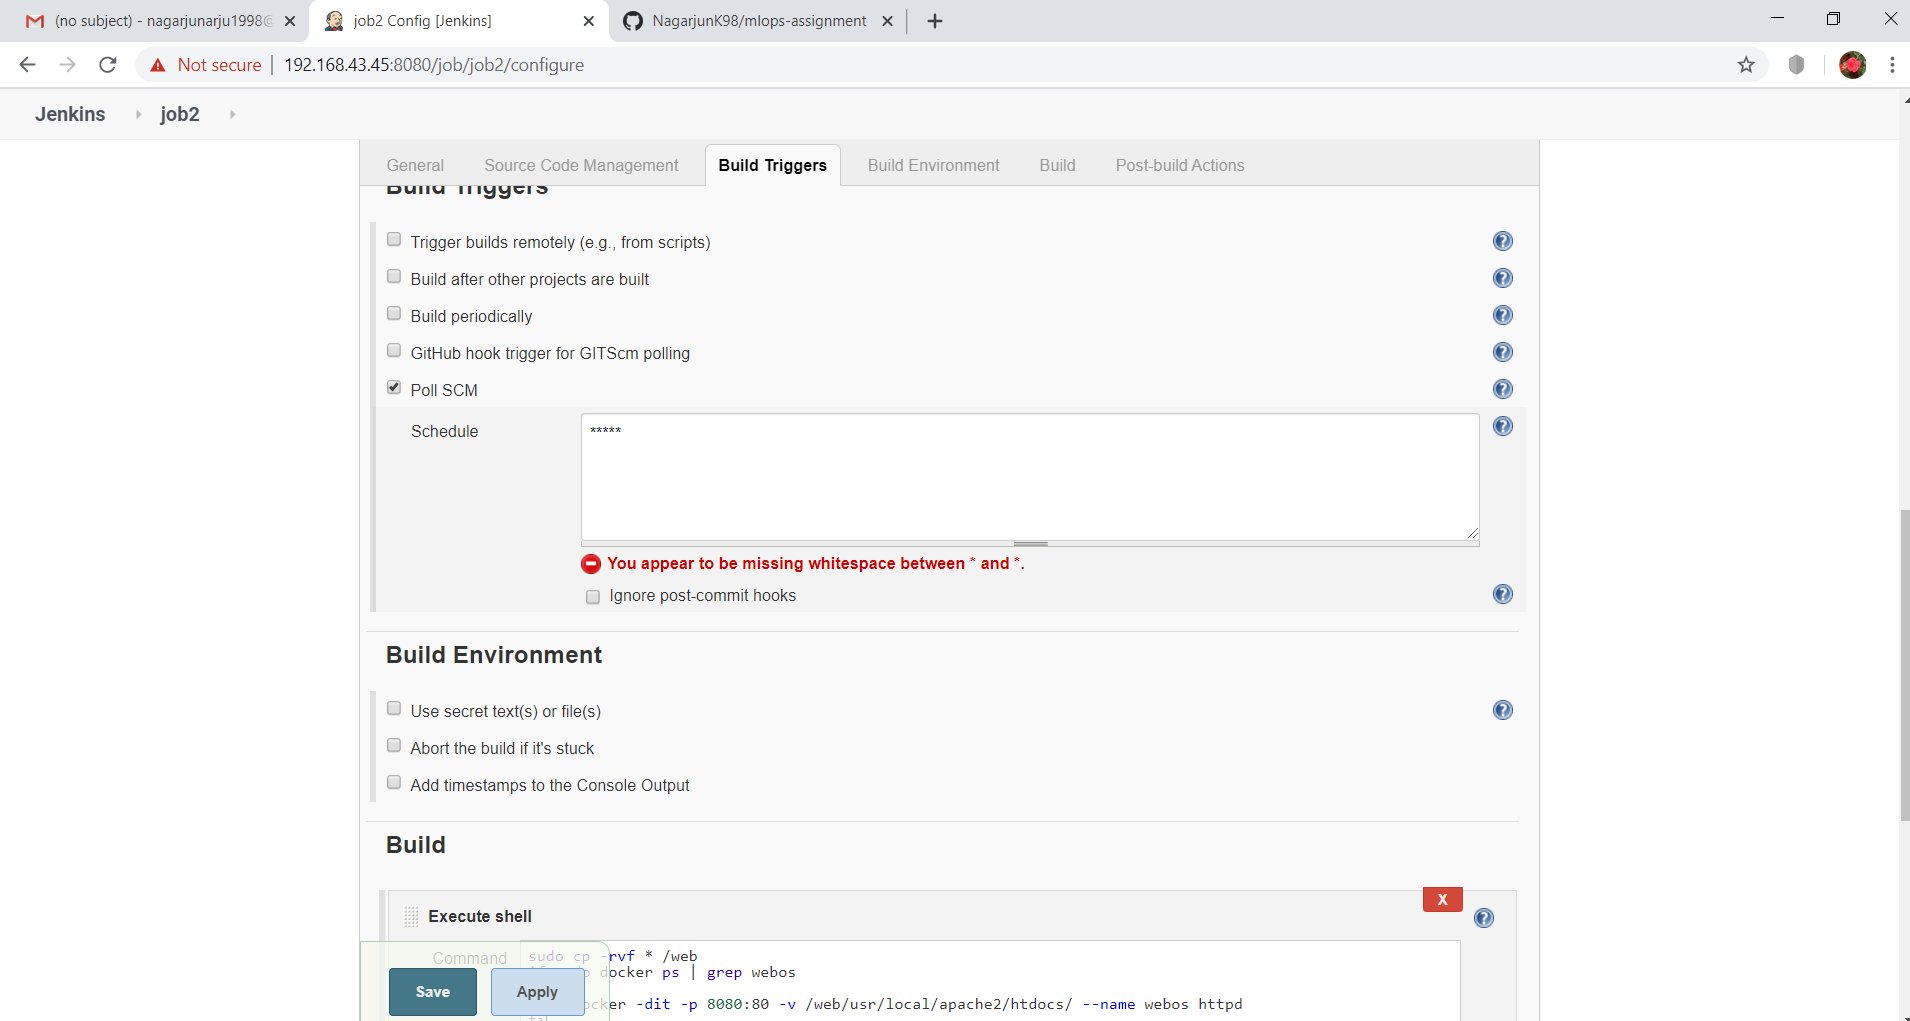 (no subject) - nagarjunarju1998@
job2 Config [Jenkins]
NagarjunK98/mlops-assignment
Not secure
192.168.43.45:8080/job/job2/configure
Jenkins
job2
General
Source Code Management
Build Triggers
Build Environment
Build
Post-build Actions
Build Triggers
Trigger builds remotely (e.g., from scripts)
Build after other projects are built
Build periodically
GitHub hook trigger for GITScm polling
Poll SCM
Schedule
*****
You appear to be missing whitespace between * and *.
Ignore post-commit hooks
Build Environment
Use secret text(s) or file(s)
Abort the build if it's stuck
Add timestamps to the Console Output
Build
X
Execute shell
Command
sudo cp -rvf * /web
docker ps | grep webos
-dit -p 8080:80 -v /web/usr/local/apache2/htdocs/ --name webos httpd
Save
Apply